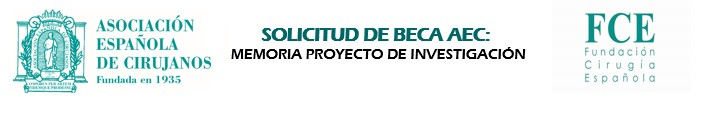 ASOCIACIÓN
ESPAÑOLA
DE CIRUJANOS
Fundada en 1935
SOLICITUD DE BECA AEC:
MEMORIA PROYECTO DE INVESTIGACIÓN
FCE
Fundación
Cirugía
Española